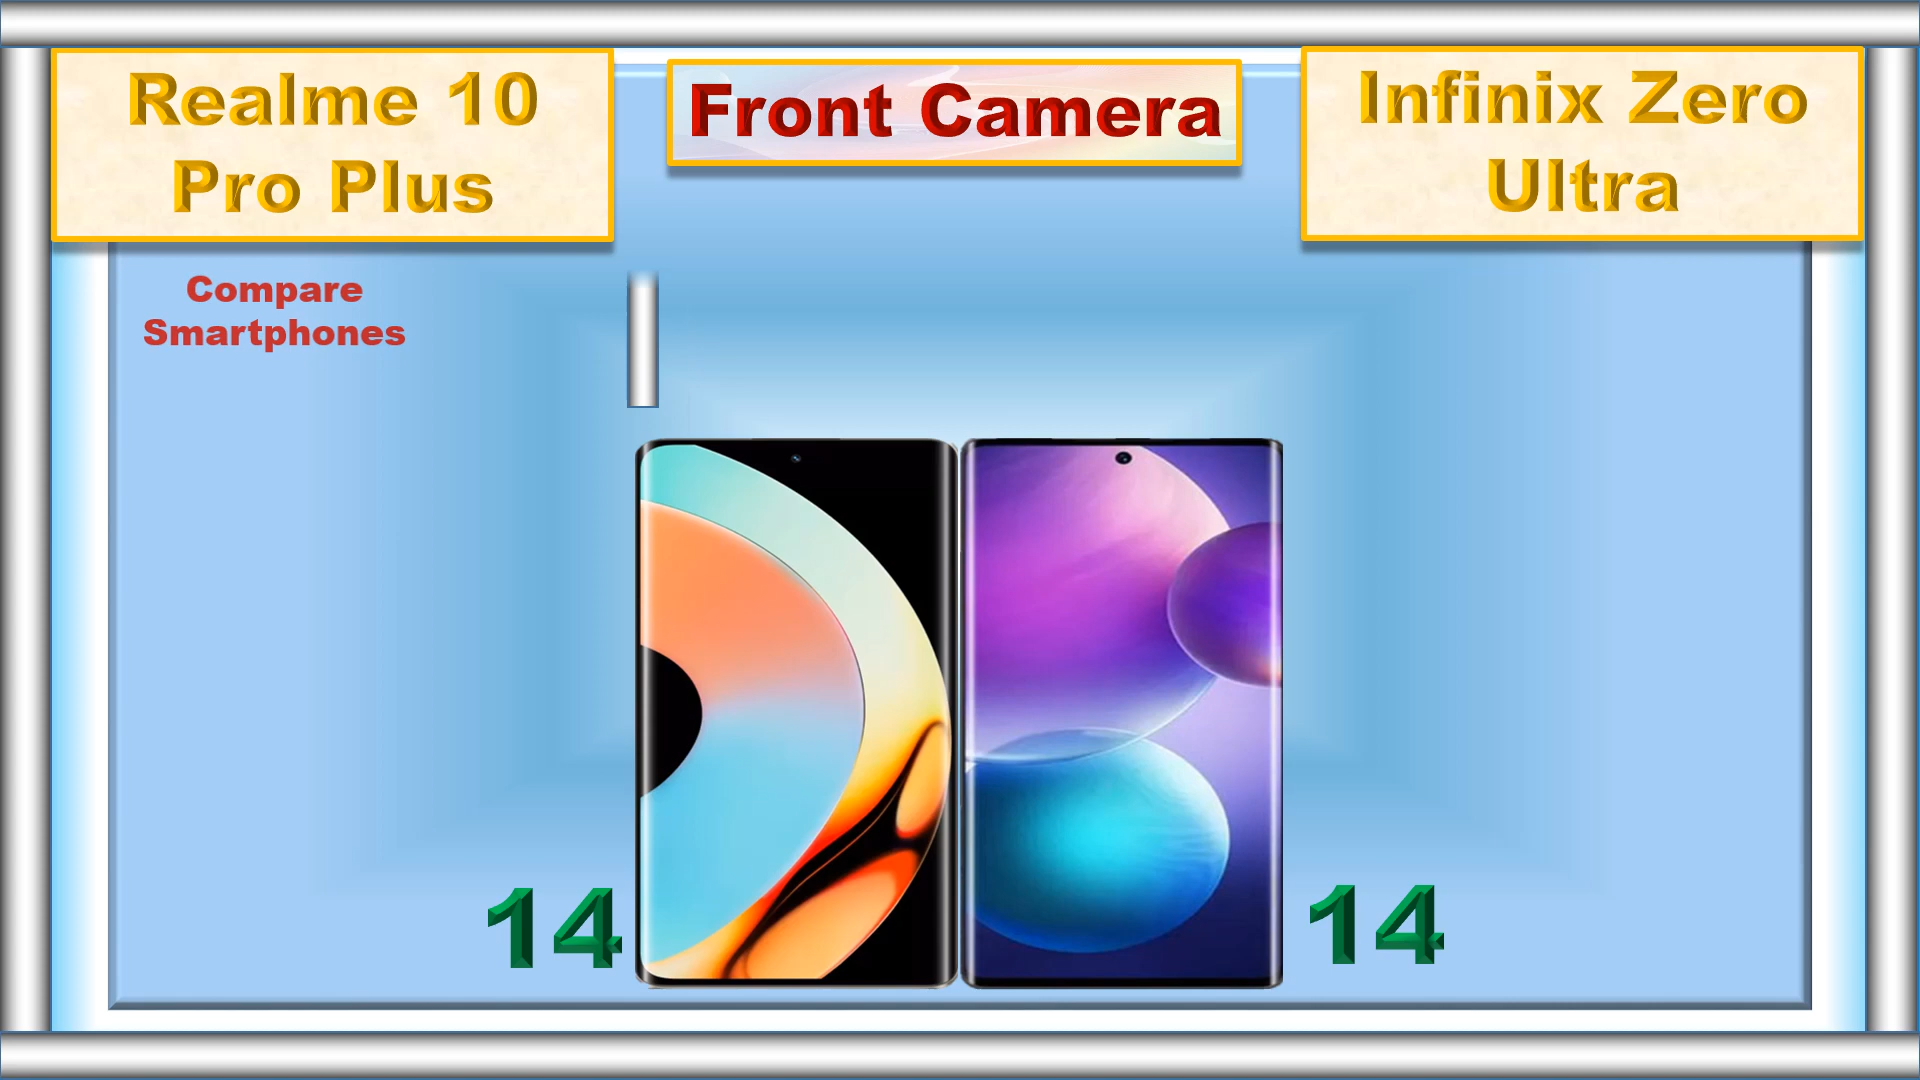 Realme 10
Pro Plus
Front Camera
Infinix Zero
Ultra
Compare
Smartphones
14
14